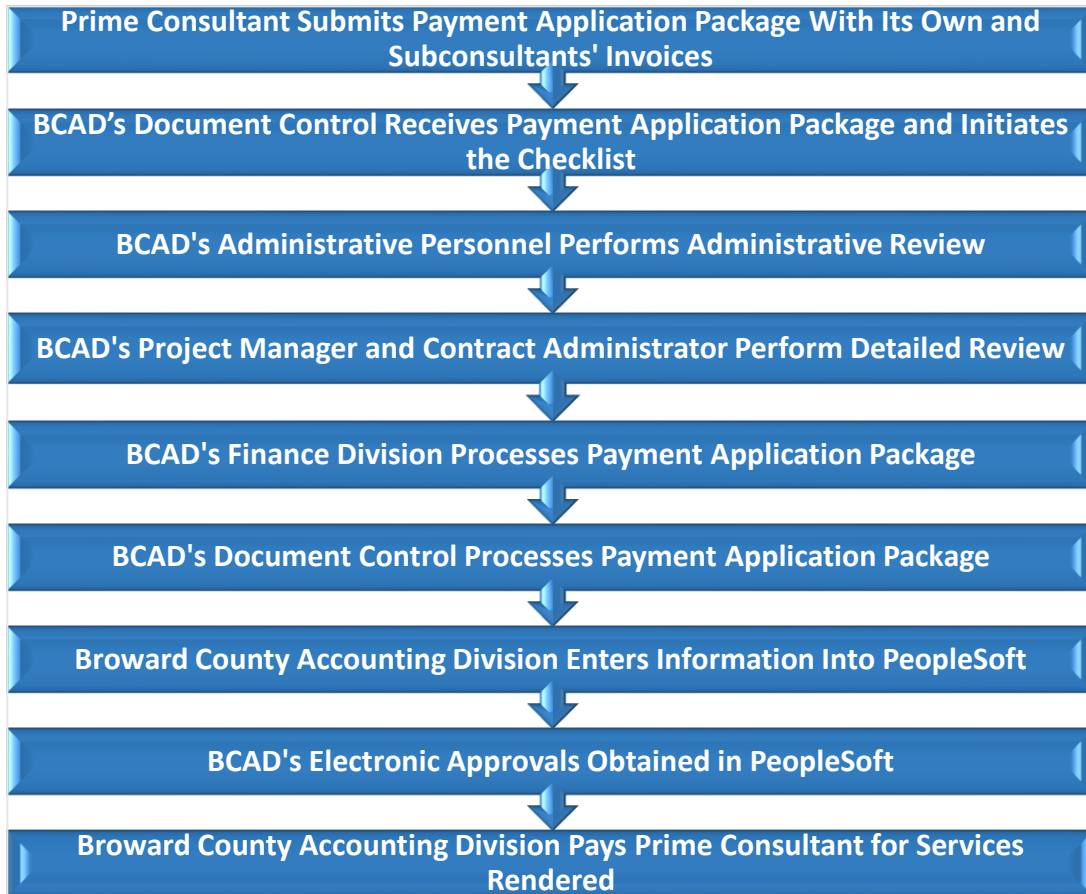 Prime Consultant Submits Payment Application Package With Its Own and
Subconsultants' Invoices
BCAD’s Document Control Receives Payment Application Package and Initiates
the Checklist
BCAD's Administrative Personnel Performs Administrative Review
BCAD's Project Manager and Contract Administrator Perform Detailed Review
BCAD's Finance Division Processes Payment Application Package
BCAD's Document Control Processes Payment Application Package
Broward County Accounting Division Enters Information Into PeopleSoft
BCAD's Electronic Approvals Obtained in PeopleSoft
Broward County Accounting Division Pays Prime Consultant for Services
Rendered